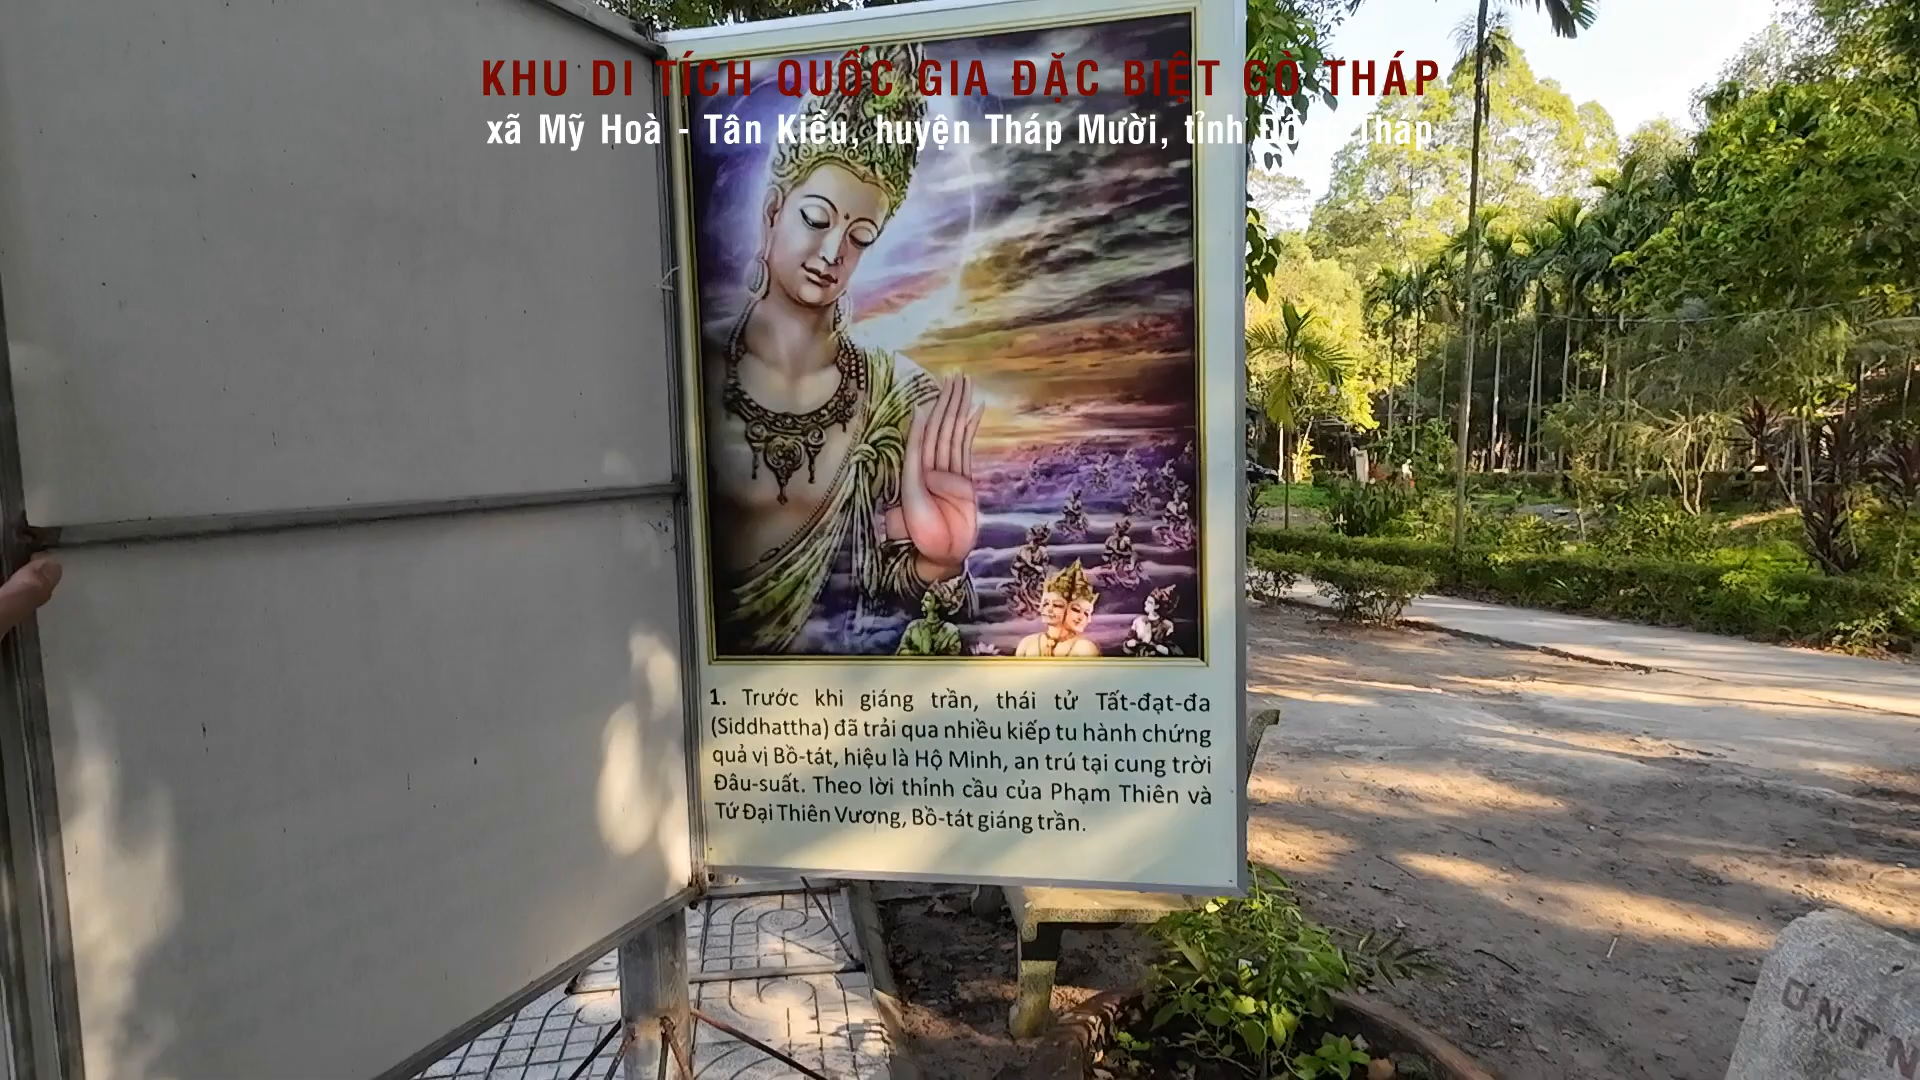 KHU DI TÍCH QUỐC GIA ĐẶC BIỆT GÒ THÁP
xã Mỹ Hoà - Tân Kiều, huyện Tháp Mười, tỉnh Đồng Tháp
1. Trước khi giáng trần, thái tử Tất-đạt-đa
(Siddhattha) đã trải qua nhiều kiếp tu hành chứng
quả vị Bồ-tát, hiệu là Hộ Minh, an trú tại cung trời
Đâu-suất. Theo lời thỉnh cầu của Phạm Thiên và
Tứ Đại Thiên Vương, Bồ-tát giáng trần.